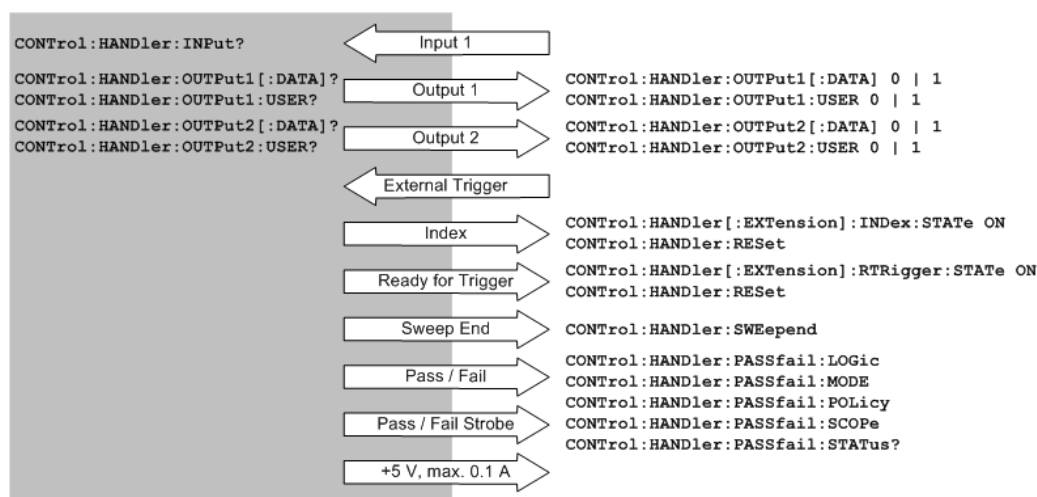 CONTrol:HANDler:INPut?
Input 1
CONTrol:HANDler:OUTPut1[:DATA]?
CONTrol:HANDler:OUTPut1:USER?
Output 1
CONTrol:HANDler:OUTPut1[:DATA] 0 | 1
CONTrol:HANDler:OUTPut1:USER 0 | 1
CONTrol:HANDler:OUTPut2[:DATA]?
CONTrol:HANDler:OUTPut2:USER?
Output 2
CONTrol:HANDler:OUTPut2[:DATA] 0 | 1
CONTrol:HANDler:OUTPut2:USER 0 | 1
External Trigger
Index
CONTrol:HANDler[:EXTension]:INDex:STATe ON
CONTrol:HANDler:RESet
Ready for Trigger
CONTrol:HANDler[:EXTension]:RTRigger:STATe ON
CONTrol:HANDler:RESet
Sweep End
CONTrol:HANDler:SWEepend
Pass / Fail
CONTrol:HANDler:PASSfail:LOGic
CONTrol:HANDler:PASSfail:MODE
CONTrol:HANDler:PASSfail:POLicy
Pass / Fail Strobe
CONTrol:HANDler:PASSfail:SCOPe
CONTrol:HANDler:PASSfail:STATus?
+5 V, max. 0.1 A